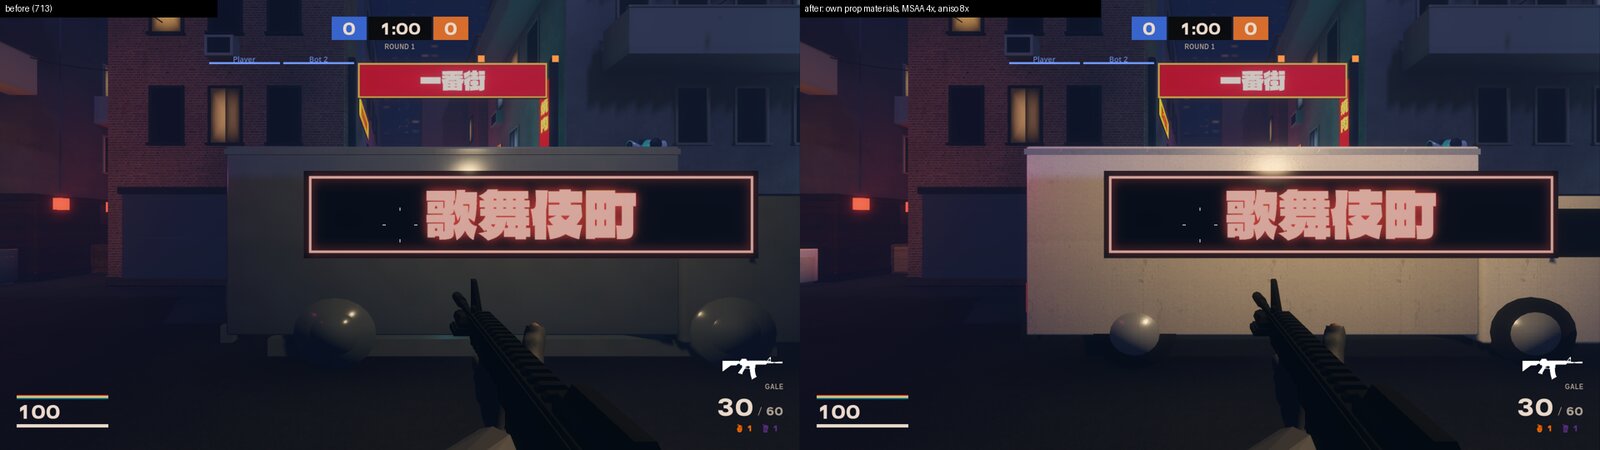 before (713)
0 1:00 0
ROUND 1
Player Bot 2
一番街
歌舞伎町
GALE
100
30 / 60
1 1
after: own prop materials, MSAA 4x, aniso 8x
0 1:00 0
ROUND 1
Player Bot 2
一番街
歌舞伎町
GALE
100
30 / 60
1 1